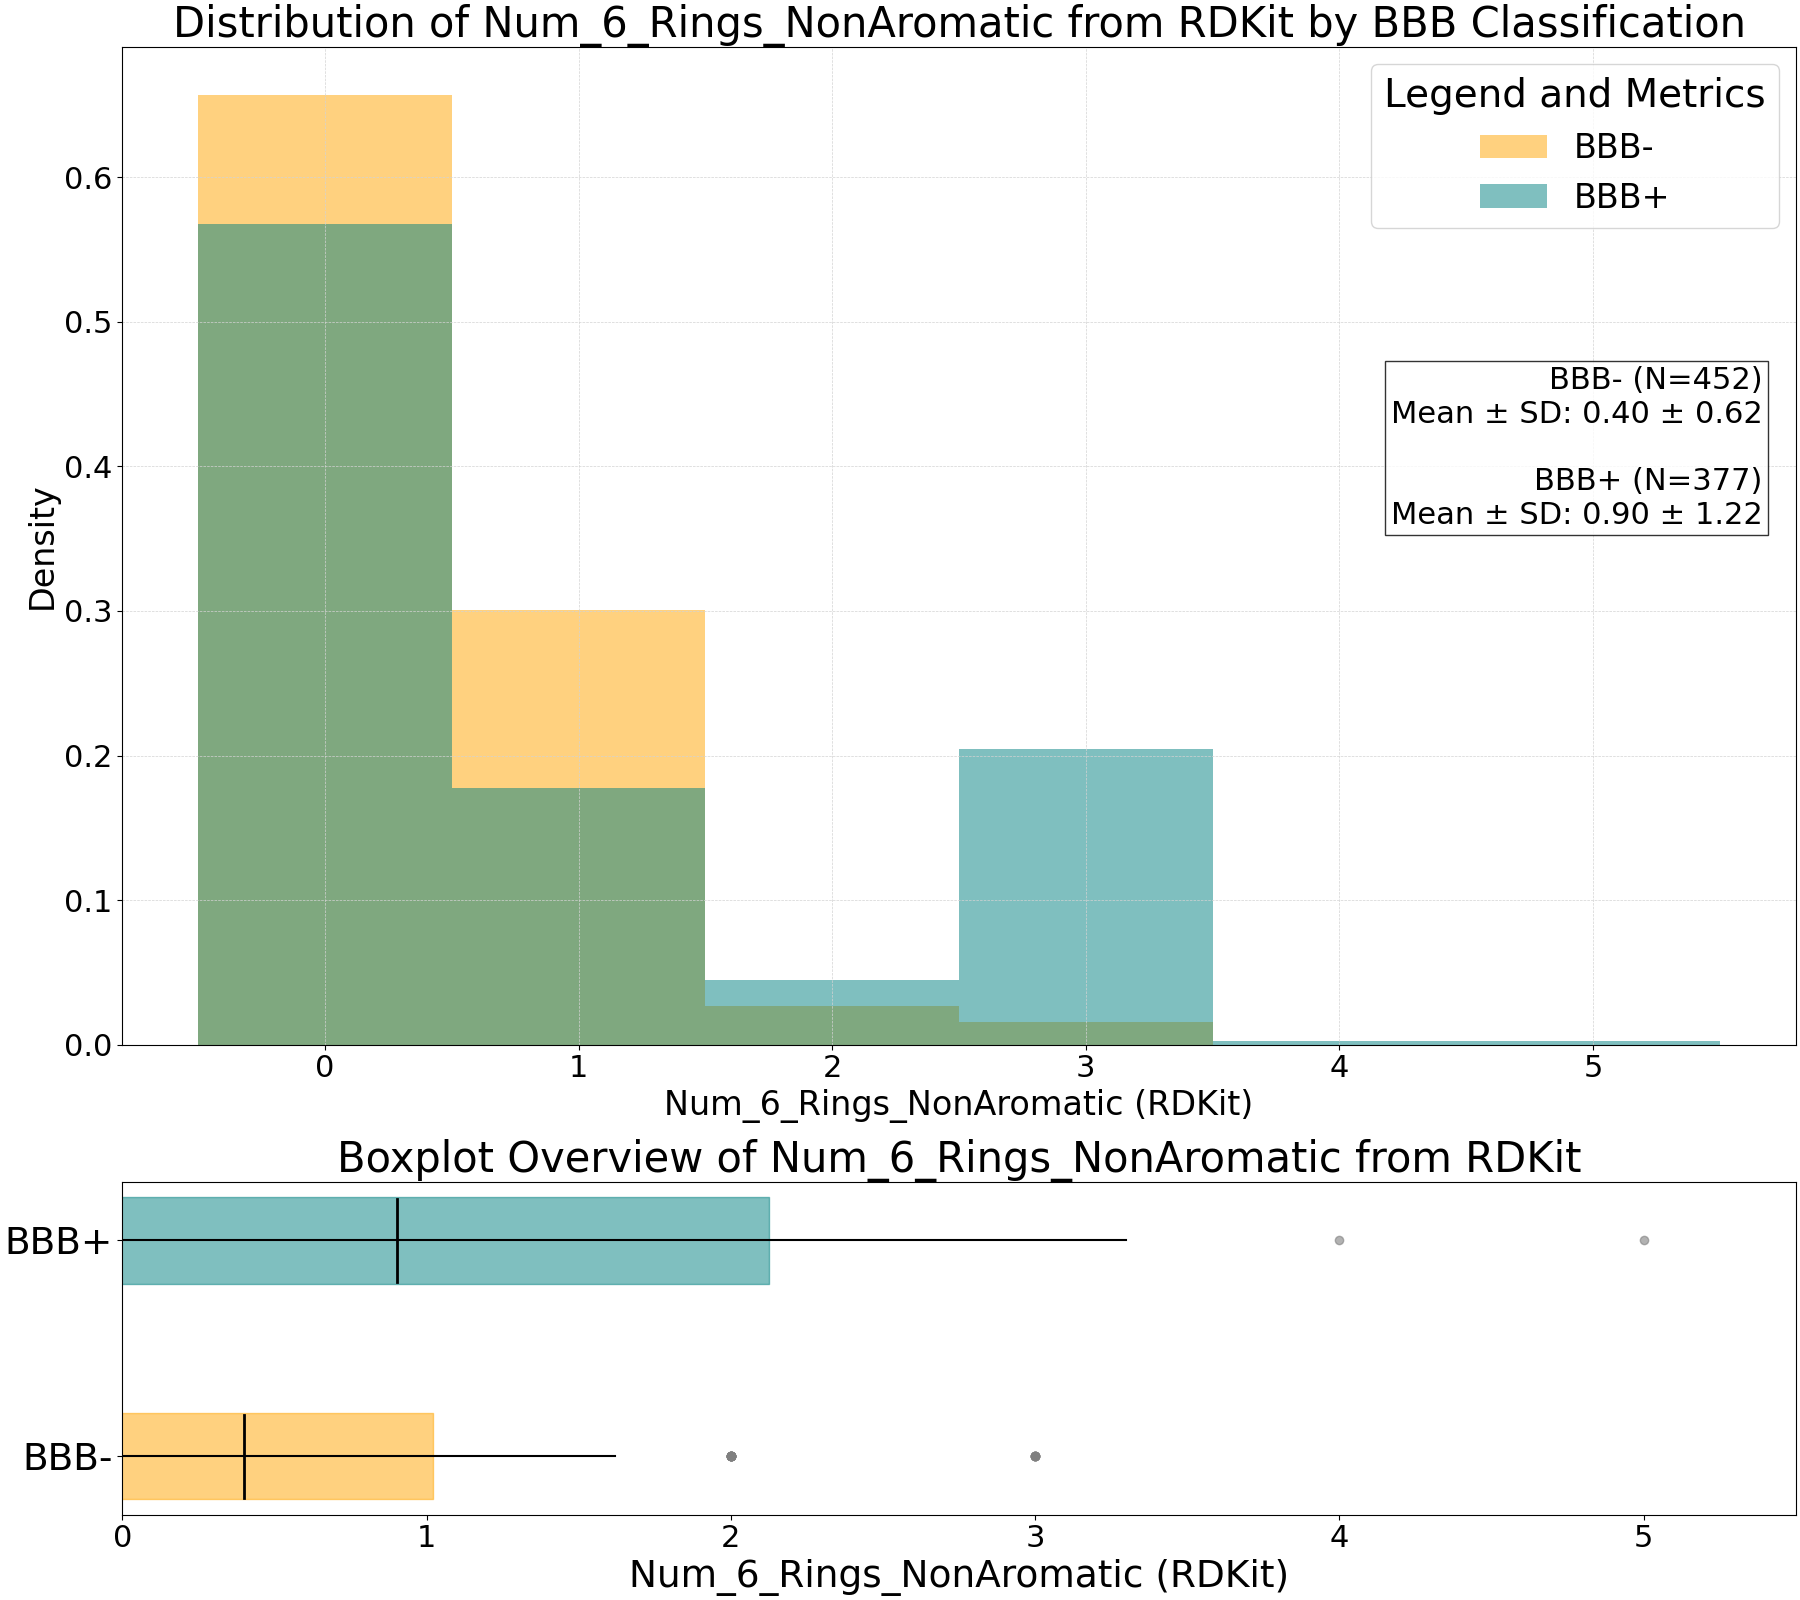 Distribution of Num_6_Rings_NonAromatic from RDKit by BBB Classification
Legend and Metrics
BBB-
BBB+
BBB- (N=452)
Mean ± SD: 0.40 ± 0.62
BBB+ (N=377)
Mean ± SD: 0.90 ± 1.22
Density
0.6
0.5
0.4
0.3
0.2
0.1
0.0
0 1 2 3 4 5
Num_6_Rings_NonAromatic (RDKit)
Boxplot Overview of Num_6_Rings_NonAromatic from RDKit
BBB+
BBB-
0 1 2 3 4 5
Num_6_Rings_NonAromatic (RDKit)